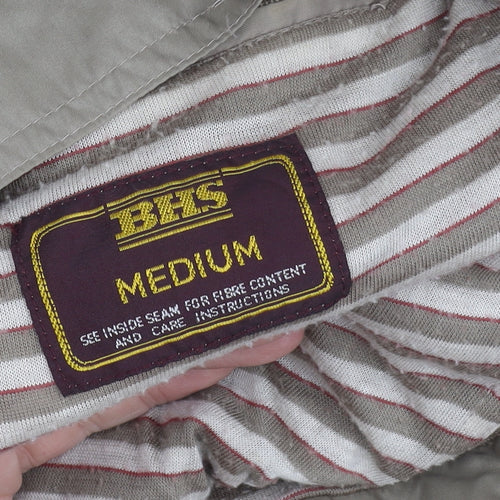 BHS
MEDIUM
SEE INSIDE SEAM FOR FIBRE CONTENT
AND CARE INSTRUCTIONS